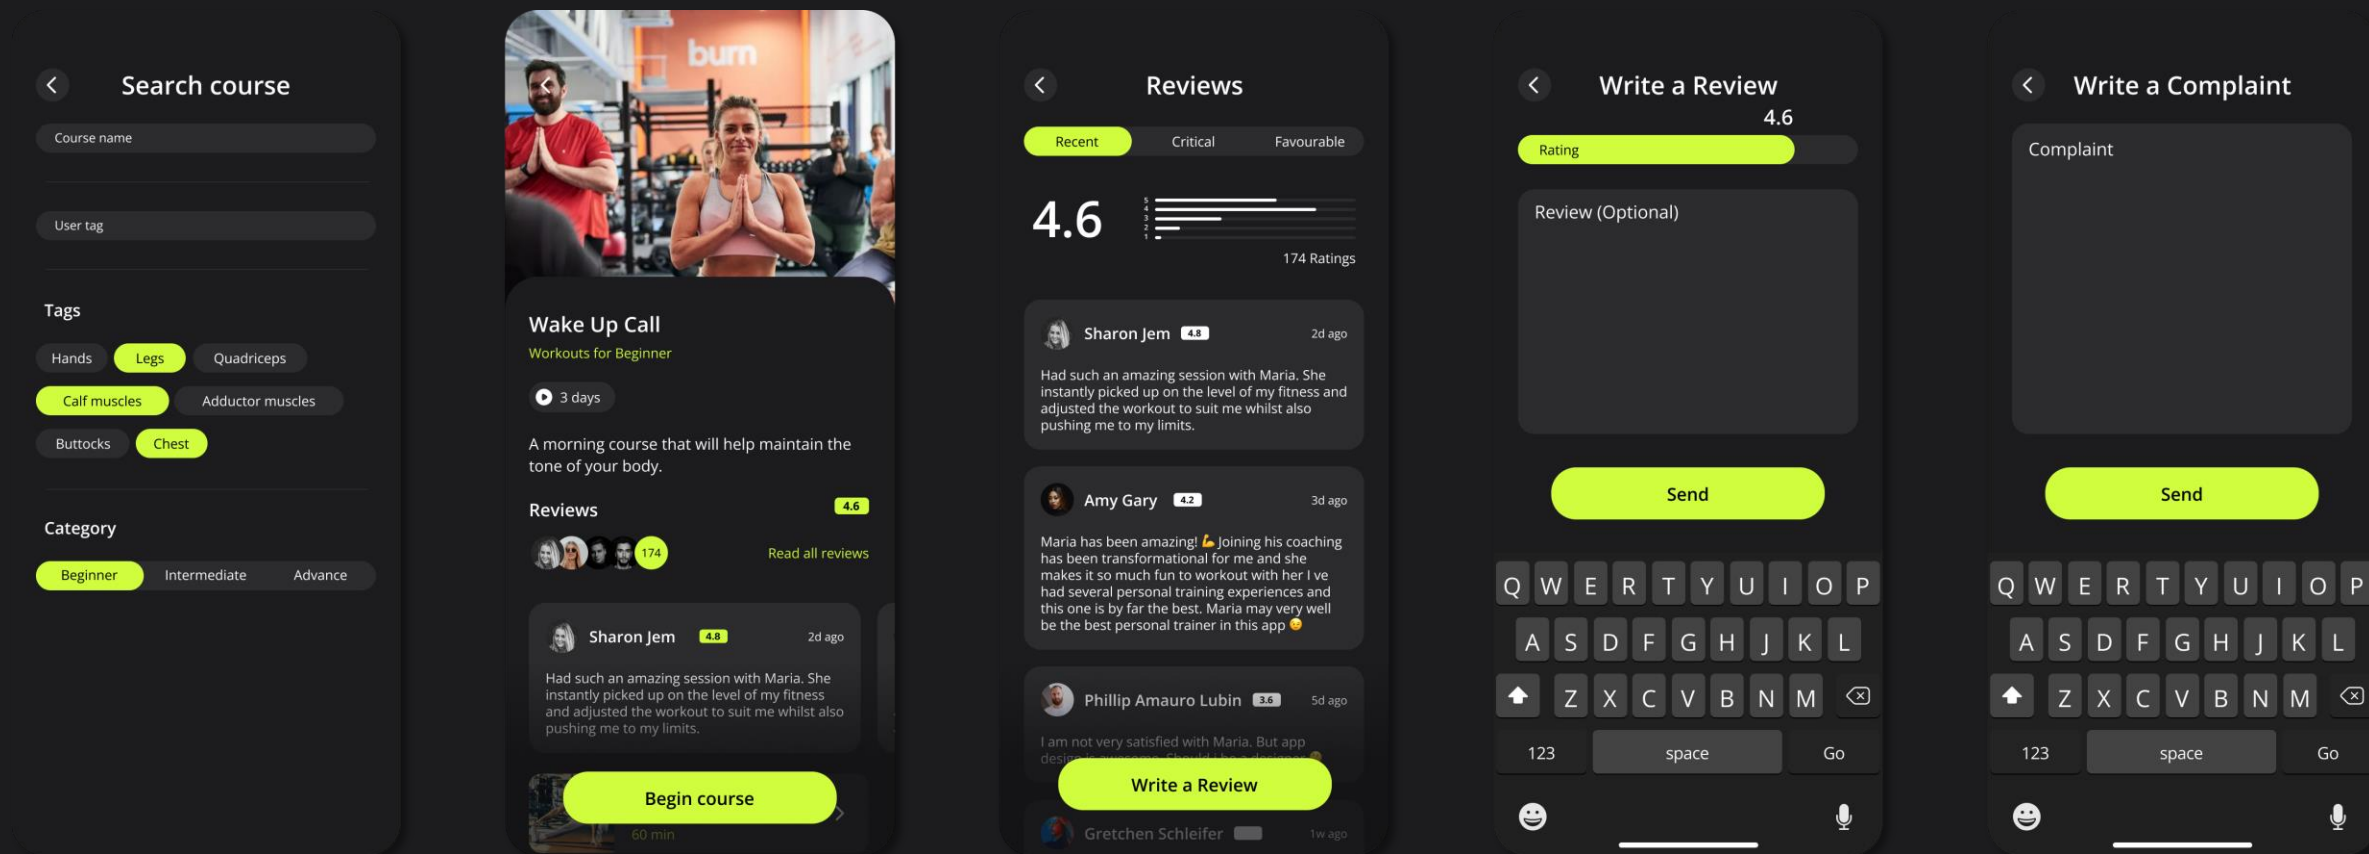 Search course
Course name
User tag
Tags
Hands
Legs
Quadriceps
Calf muscles
Adductor muscles
Buttocks
Chest
Category
Beginner
Intermediate
Advance
burn
Wake Up Call
Workouts for Beginner
3 days
A morning course that will help maintain the
tone of your body.
Reviews
4.6
174
Read all reviews
Sharon Jem
4.8
2d ago
Had such an amazing session with Maria. She
instantly picked up on the level of my fitness
and adjusted the workout to suit me whilst also
pushing me to my limits.
Begin course
60 min
Reviews
Recent
Critical
Favourable
4.6
5
4
3
2
1
174 Ratings
Sharon Jem
4.8
2d ago
Had such an amazing session with Maria. She
instantly picked up on the level of my fitness and
adjusted the workout to suit me whilst also
pushing me to my limits.
Amy Gary
4.2
3d ago
Maria has been amazing! 💪 Joining his coaching
has been transformational for me and she
makes it so much fun to workout with her I ve
had several personal training experiences and
this one is by far the best. Maria may very well
be the best personal trainer in this app 😉
Phillip Amauro Lubin
3.6
5d ago
I am not very satisfied with Maria. But app
Write a Review
Gretchen Schleifer
1w ago
Write a Review
4.6
Rating
Review (Optional)
Send
Q W E R T Y U I O P
A S D F G H J K L
Z X C V B N M
123 space Go
Write a Complaint
Complaint
Send
Q W E R T Y U I O P
A S D F G H J K L
Z X C V B N M
123 space Go